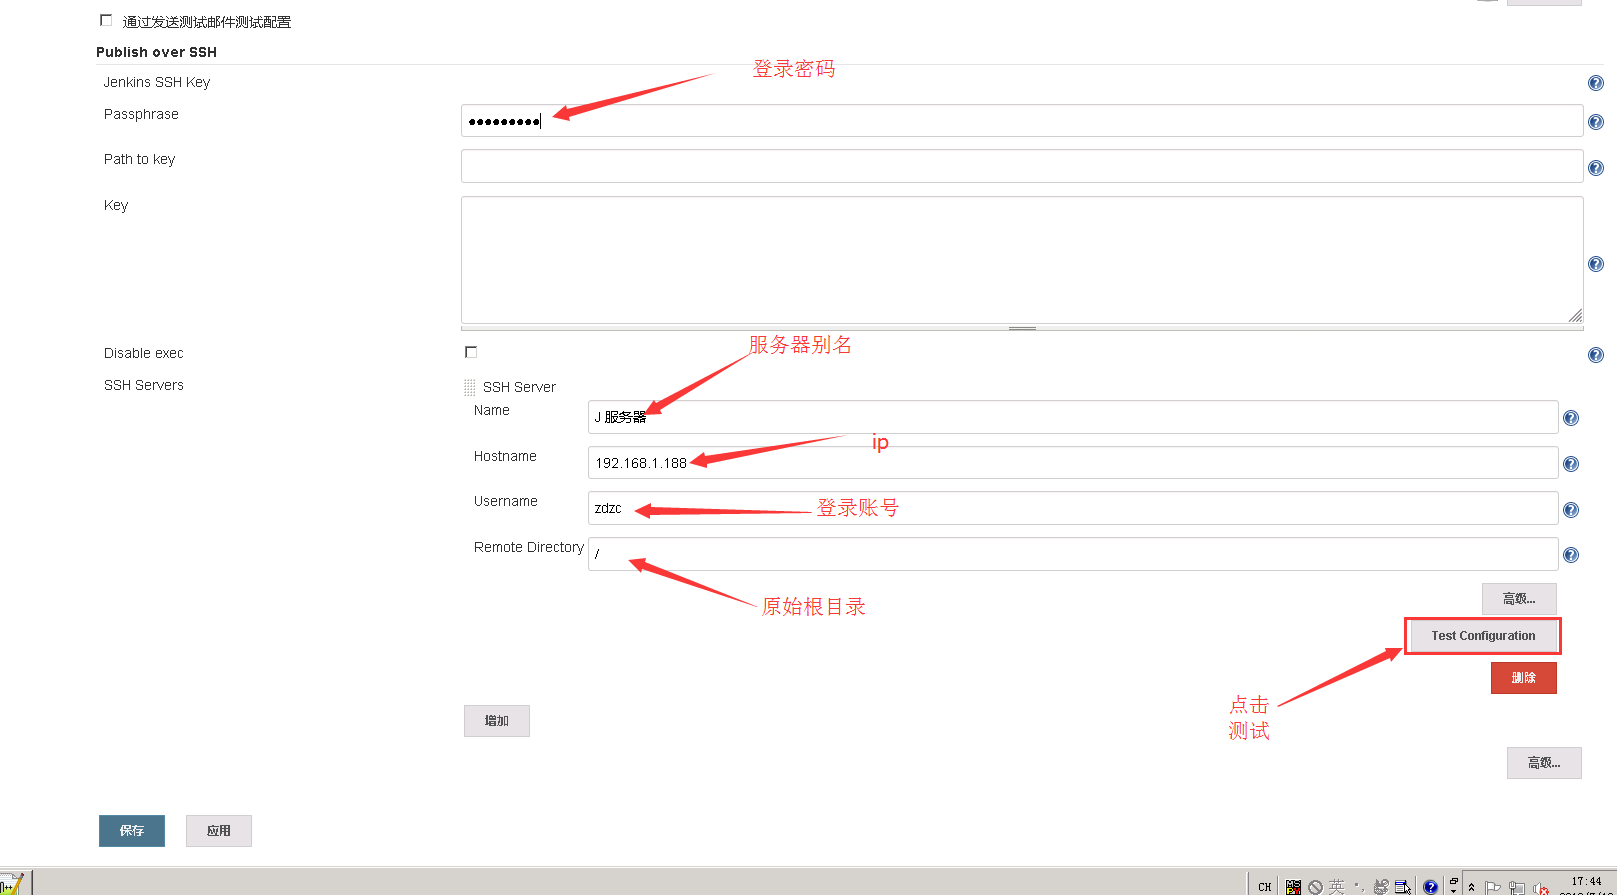 通过发送测试邮件测试配置
Publish over SSH
登录密码
Jenkins SSH Key
Passphrase
Path to key
Key
服务器别名
Disable exec
SSH Servers
SSH Server
Name
J 服务器
ip
Hostname
192.168.1.188
Username
zdzc
登录账号
Remote Directory
/
原始根目录
高级...
Test Configuration
删除
点击
测试
增加
高级...
保存
应用
CH
英
17:44